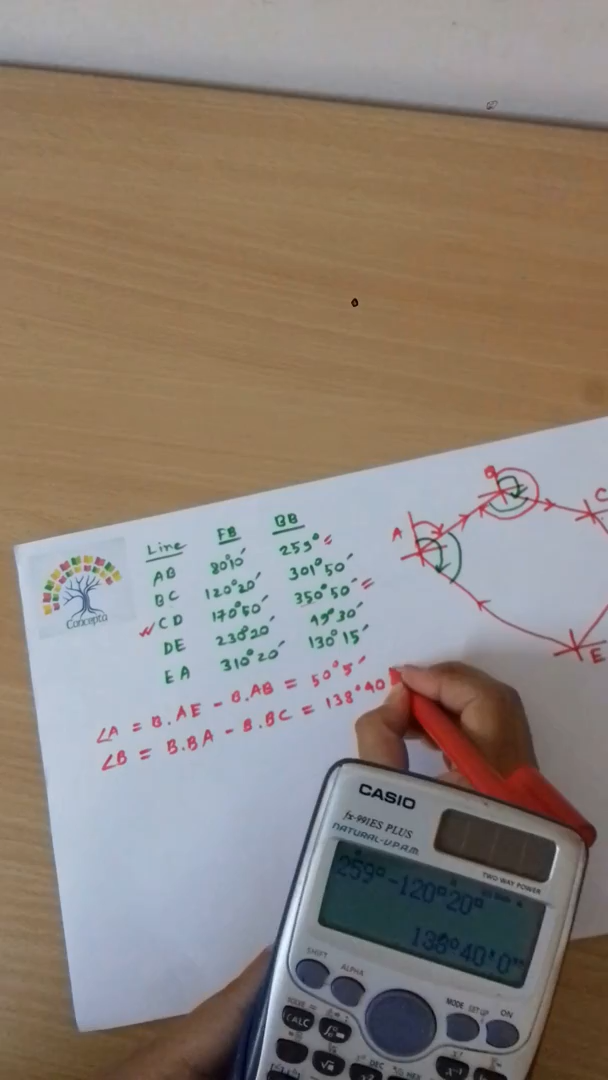 Line FB BB
AB 80°10' 259°
BC 120°20' 301°50'
CD 170°50' 350°50'
DE 230°20' 49°30'
EA 310°20' 130°15'
Concepta
∠A = B.AE - B.AB = 50°5'
∠B = B.BA - B.BC = 138°40
A
B
C
E
CASIO
fx-991ES PLUS
NATURAL-V.P.A.M.
TWO WAY POWER
259°-120°20°
138°40'0"
SHIFT ALPHA MODE SETUP ON
SOLVE
CALC